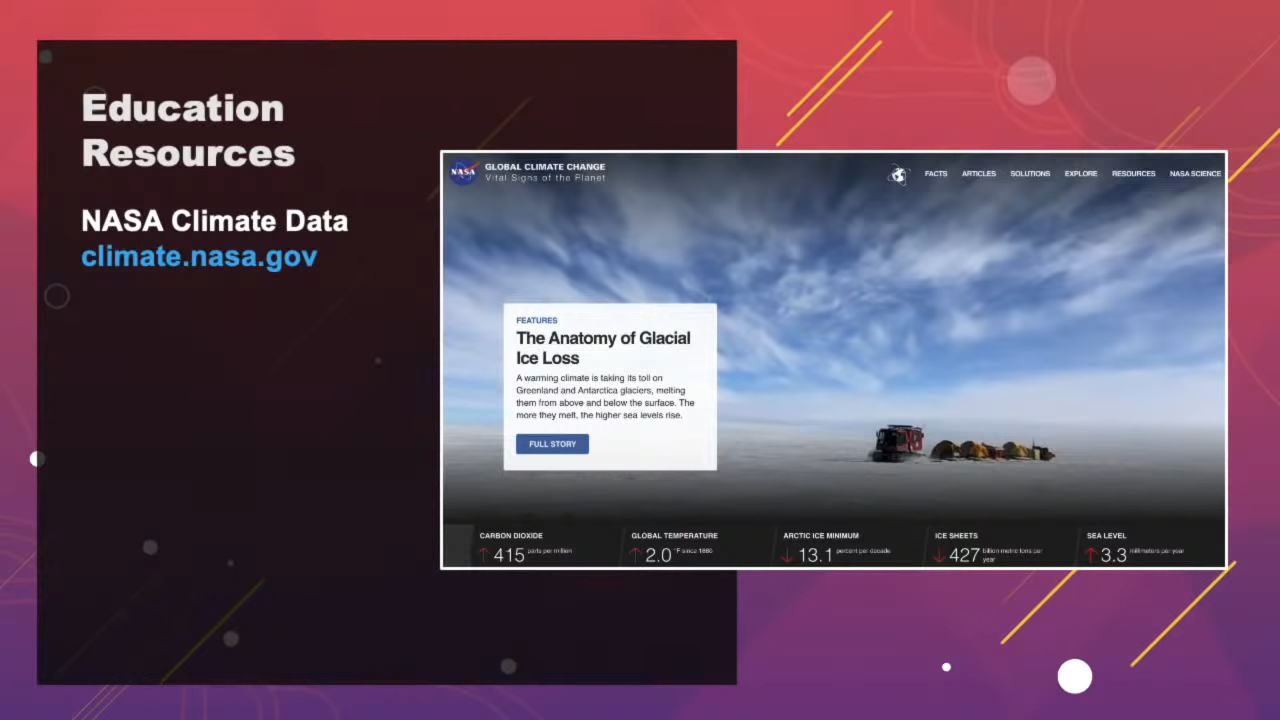 Education
Resources
NASA Climate Data
climate.nasa.gov
NASA
GLOBAL CLIMATE CHANGE
Vital Signs of the Planet
FACTS ARTICLES SOLUTIONS EXPLORE RESOURCES NASA SCIENCE
FEATURES
The Anatomy of Glacial
Ice Loss
A warming climate is taking its toll on
Greenland and Antarctica glaciers, melting
them from above and below the surface. The
more they melt, the higher sea levels rise.
FULL STORY
CARBON DIOXIDE
↑ 415 parts per million
GLOBAL TEMPERATURE
↑ 2.0 °F since 1880
ARCTIC ICE MINIMUM
↓ 13.1 percent per decade
ICE SHEETS
↓ 427 billion metric tons per
year
SEA LEVEL
↑ 3.3 millimeters per year